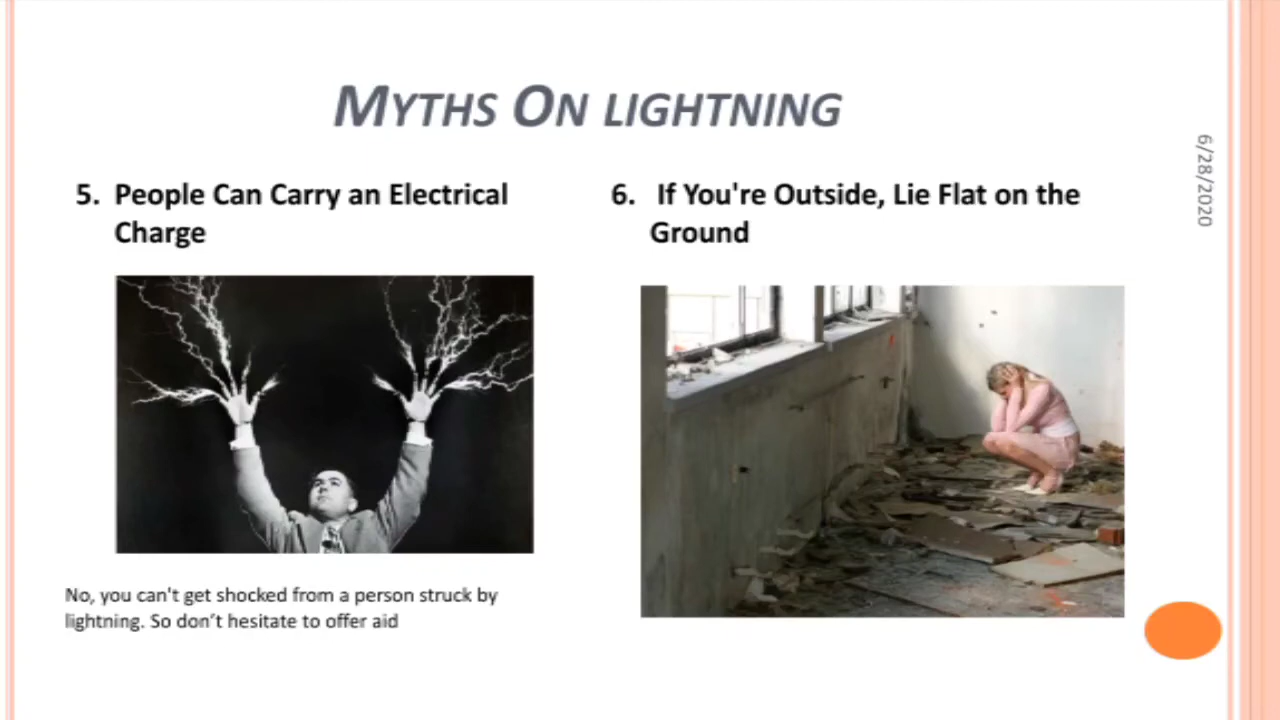 MYTHS ON LIGHTNING
5. People Can Carry an Electrical
Charge
No, you can't get shocked from a person struck by
lightning. So don't hesitate to offer aid
6. If You're Outside, Lie Flat on the
Ground
6/28/2020